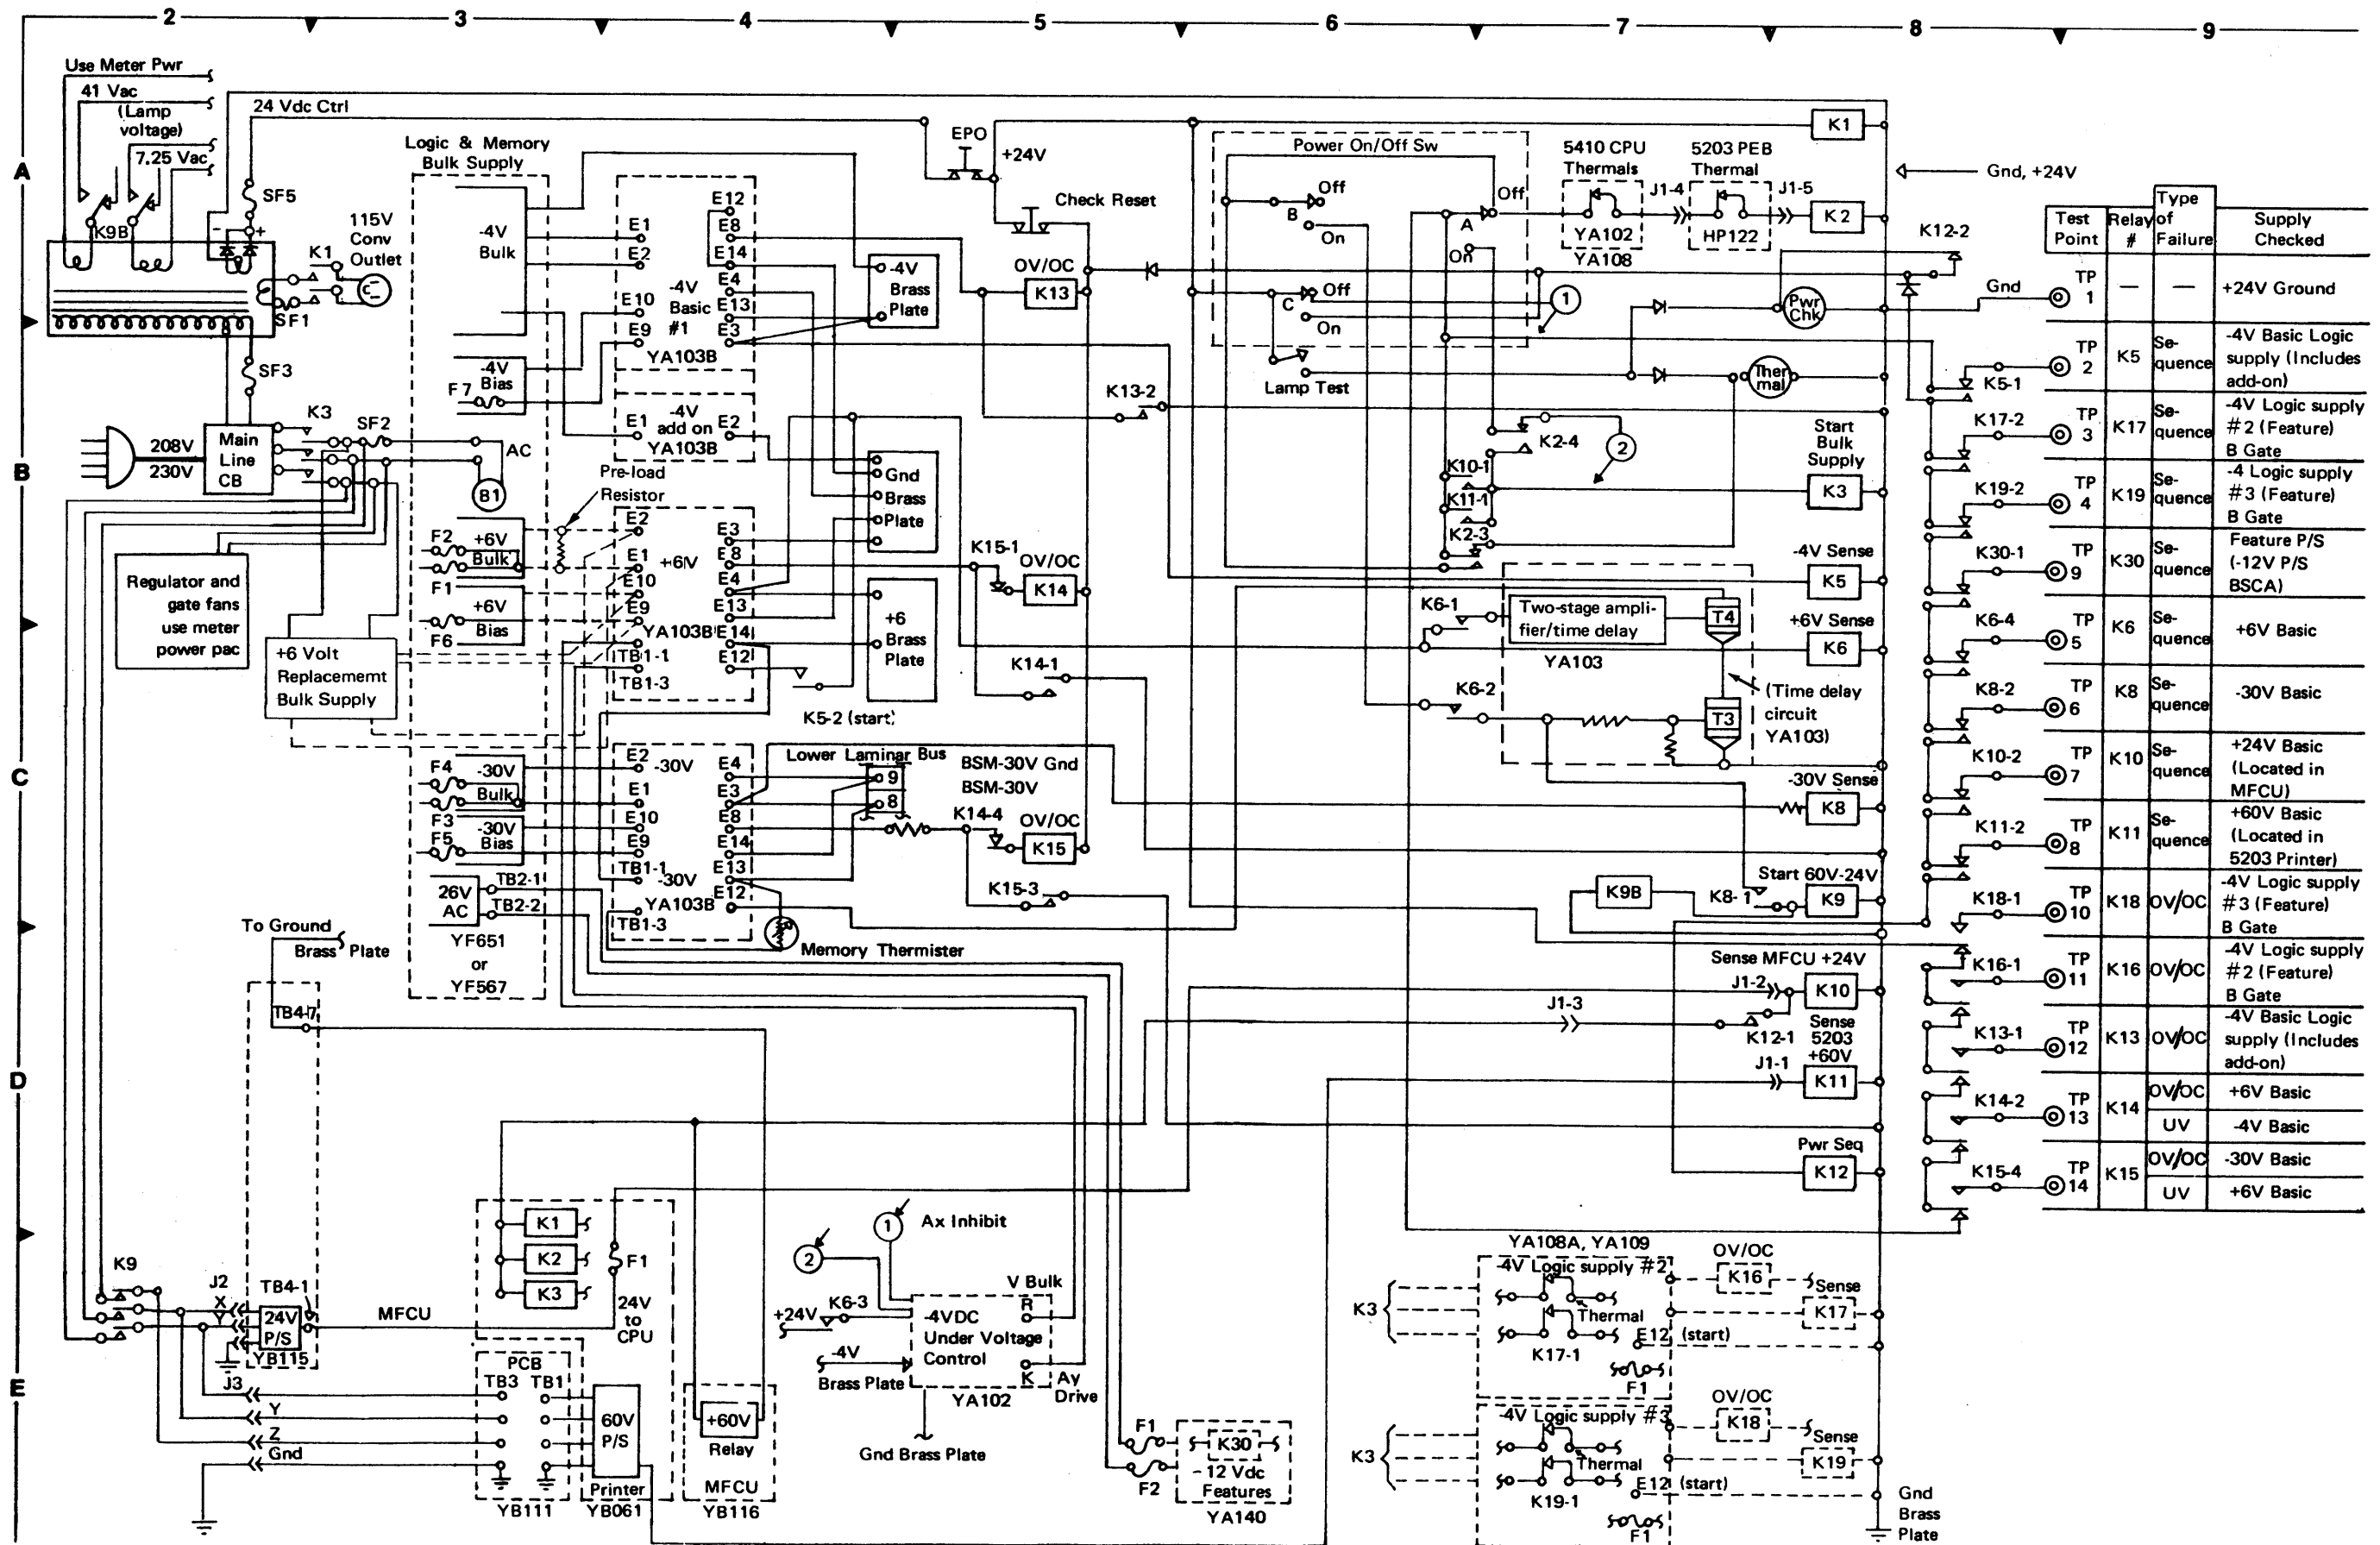 2
3
4
5
6
7
8
9
A
B
C
D
E
Use Meter Pwr
41 Vac
(Lamp
voltage)
7.25 Vac
24 Vdc Ctrl
K9B
SF5
- +
115V
Conv
Outlet
K1
SF1
SF3
208V
230V
Main
Line
CB
K3
SF2
AC
B1
Regulator and
gate fans
use meter
power pac
+6 Volt
Replacememt
Bulk Supply
Logic & Memory
Bulk Supply
-4V
Bulk
-4V
Bias
F7
F2
+6V
Bulk
F1
+6V
Bias
F6
F4
-30V
Bulk
F3
F5
-30V
Bias
26V
AC
TB2-1
TB2-2
YF651
or
YF567
Pre-load
Resistor
E12
E1
E8
E2
E14
E4
E10
-4V
Basic
#1
E13
E9
E3
YA103B
-4V
add on
E1
E2
YA103B
E2
E3
E1
+6V
E8
E10
E4
E9
E13
YA103B
E14
TB1-1
E12
TB1-3
E2
-30V
E4
E1
E3
E10
E8
E9
E14
TB1-1
-30V
E13
E12
YA103B
TB1-3
Memory Thermister
-4V
Brass
Plate
Gnd
Brass
Plate
+6
Brass
Plate
K5-2 (start)
Lower Laminar Bus
9
8
BSM-30V Gnd
BSM-30V
EPO
+24V
Check Reset
OV/OC
K13
K13-2
K15-1
OV/OC
K14
K14-1
K14-4
OV/OC
K15
K15-3
Power On/Off Sw
Off
B
On
Off
C
On
Lamp Test
Off
A
On
1
5410 CPU
Thermals
YA102
YA108
J1-4
5203 PEB
Thermal
HP122
J1-5
K1
K2
Gnd, +24V
K12-2
Pwr
Chk
Gnd
Ther
mal
K2-4
2
K10-1
K11-1
K2-3
Start
Bulk
Supply
K3
-4V Sense
K5
+6V Sense
K6
K6-1
Two-stage ampli-
fier/time delay
T4
YA103
K6-2
(Time delay
circuit
YA103)
T3
-30V Sense
K8
Start 60V-24V
K9B
K8-1
K9
Sense MFCU +24V
J1-2
K10
J1-3
K12-1
Sense
5203
+60V
J1-1
K11
Pwr Seq
K12
K5-1
K17-2
K19-2
K30-1
K6-4
K8-2
K10-2
K11-2
K18-1
K16-1
K13-1
K14-2
K15-4
Test
Point
Relay
#
Type
of
Failure
Supply
Checked
TP
1
— — +24V Ground
TP
2
K5
Se-
quence
-4V Basic Logic
supply (Includes
add-on)
TP
3
K17
Se-
quence
-4V Logic supply
#2 (Feature)
B Gate
TP
4
K19
Se-
quence
-4 Logic supply
#3 (Feature)
B Gate
TP
9
K30
Se-
quence
Feature P/S
(-12V P/S
BSCA)
TP
5
K6
Se-
quence
+6V Basic
TP
6
K8
Se-
quence
-30V Basic
TP
7
K10
Se-
quence
+24V Basic
(Located in
MFCU)
TP
8
K11
Se-
quence
+60V Basic
(Located in
5203 Printer)
TP
10
K18
OV/OC
-4V Logic supply
#3 (Feature)
B Gate
TP
11
K16
OV/OC
-4V Logic supply
#2 (Feature)
B Gate
TP
12
K13
OV/OC
-4V Basic Logic
supply (Includes
add-on)
TP
13
K14
OV/OC
+6V Basic
UV
-4V Basic
TP
14
K15
OV/OC
-30V Basic
UV
+6V Basic
To Ground
Brass Plate
TB4-7
K9
J2
X
Y
TB4-1
24V
P/S
YB115
MFCU
J3
Y
Z
Gnd
K1
K2
K3
F1
24V
to
CPU
PCB
TB3
TB1
YB111
60V
P/S
Printer
YB061
+60V
Relay
MFCU
YB116
1
Ax Inhibit
2
+24V
K6-3
-4V
Brass Plate
V Bulk
R
-4VDC
Under Voltage
Control
K
YA102
Ay
Drive
Gnd Brass Plate
F1
F2
K30
-12 Vdc
Features
YA140
YA108A, YA109
-4V Logic supply #2
Thermal
K3
K17-1
E12 (start)
F1
OV/OC
K16
Sense
K17
-4V Logic supply #3
Thermal
K3
K19-1
E12 (start)
F1
OV/OC
K18
Sense
K19
Gnd
Brass
Plate